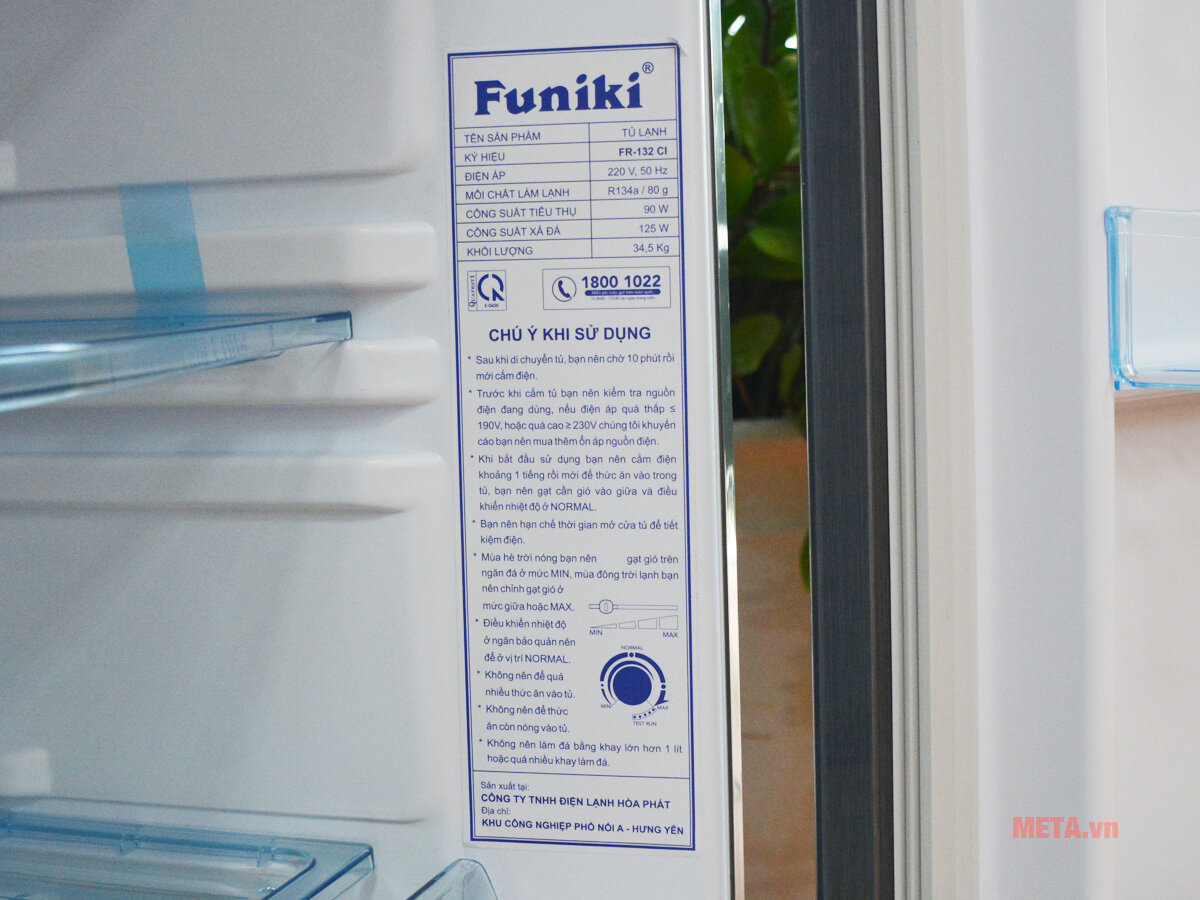 Funiki®
TÊN SẢN PHẨM TỦ LẠNH
KÝ HIỆU FR-132 CI
ĐIỆN ÁP 220 V, 50 Hz
MÔI CHẤT LÀM LẠNH R134a / 80 g
CÔNG SUẤT TIÊU THỤ 90 W
CÔNG SUẤT XẢ ĐÁ 125 W
KHỐI LƯỢNG 34,5 Kg
QUATEST1
1800 1022
Miễn phí cước gọi trên toàn quốc
CHÚ Ý KHI SỬ DỤNG
* Sau khi di chuyển tủ, bạn nên chờ 10 phút rồi
mới cắm điện.
* Trước khi cắm tủ bạn nên kiểm tra nguồn
điện đang dùng, nếu điện áp quá thấp ≤
190V, hoặc quá cao ≥ 230V chúng tôi khuyến
cáo bạn nên mua thêm ổn áp nguồn điện.
* Khi bắt đầu sử dụng bạn nên cắm điện
khoảng 1 tiếng rồi mới để thức ăn vào trong
tủ, bạn nên gạt cần gió vào giữa và điều
khiển nhiệt độ ở NORMAL.
* Bạn nên hạn chế thời gian mở cửa tủ để tiết
kiệm điện.
* Mùa hè trời nóng bạn nên gạt gió trên
ngăn đá ở mức MIN, mùa đông trời lạnh bạn
nên chỉnh gạt gió ở
mức giữa hoặc MAX.
MIN MAX
* Điều khiển nhiệt độ
ở ngăn bảo quản nên
để ở vị trí NORMAL.
NORMAL
MIN MAX
TEST RUN
* Không nên để quá
nhiều thức ăn vào tủ.
* Không nên để thức
ăn còn nóng vào tủ.
* Không nên làm đá bằng khay lớn hơn 1 lít
hoặc quá nhiều khay làm đá.
Sản xuất tại:
CÔNG TY TNHH ĐIỆN LẠNH HÒA PHÁT
Địa chỉ:
KHU CÔNG NGHIỆP PHỐ NỐI A - HƯNG YÊN
META.vn